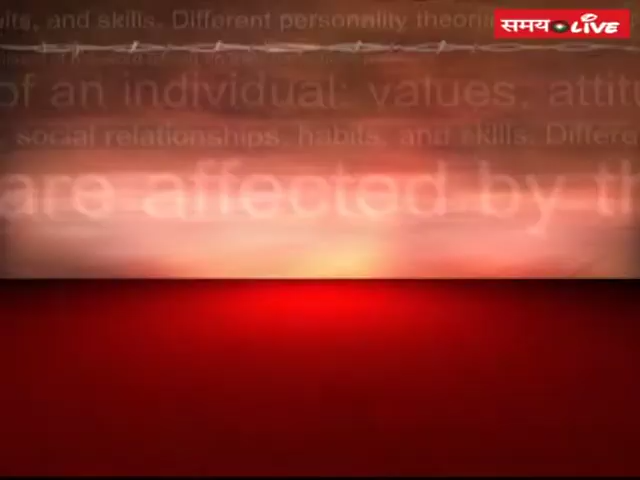 its, and skills. Different personality theori
समय LIVE
of an individual: values, attitu
social relationships, habits, and skills. Differe
are affected by th